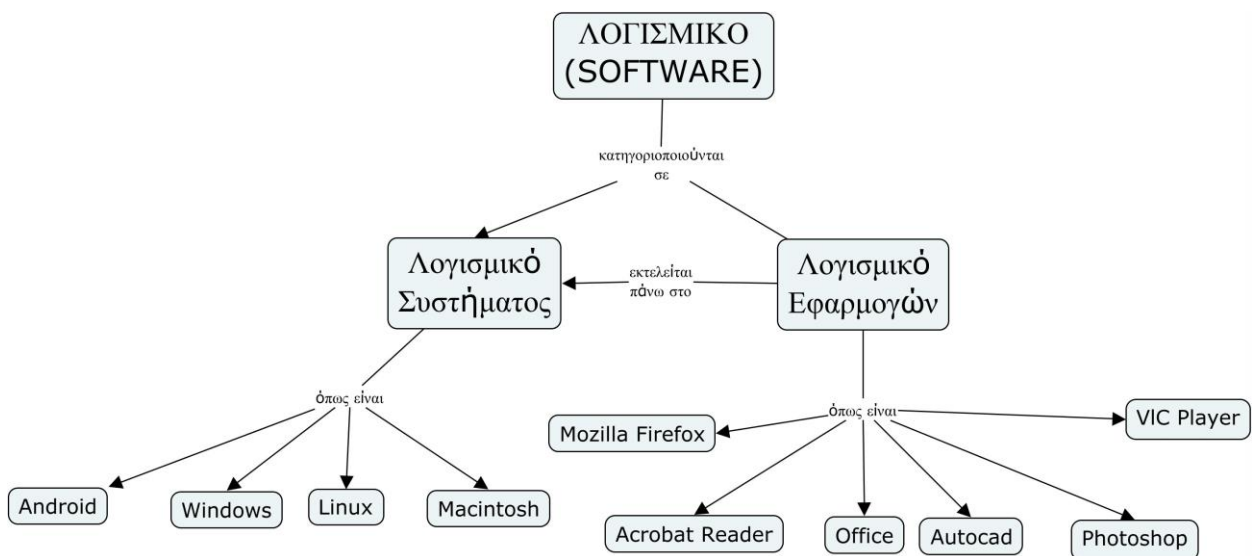 ΛΟΓΙΣΜΙΚΟ
(SOFTWARE)
κατηγοριοποιούνται
σε
Λογισμικό
Συστήματος
εκτελείται
πάνω στο
Λογισμικό
Εφαρμογών
όπως είναι
Android
Windows
Linux
Macintosh
όπως είναι
Mozilla Firefox
VIC Player
Acrobat Reader
Office
Autocad
Photoshop